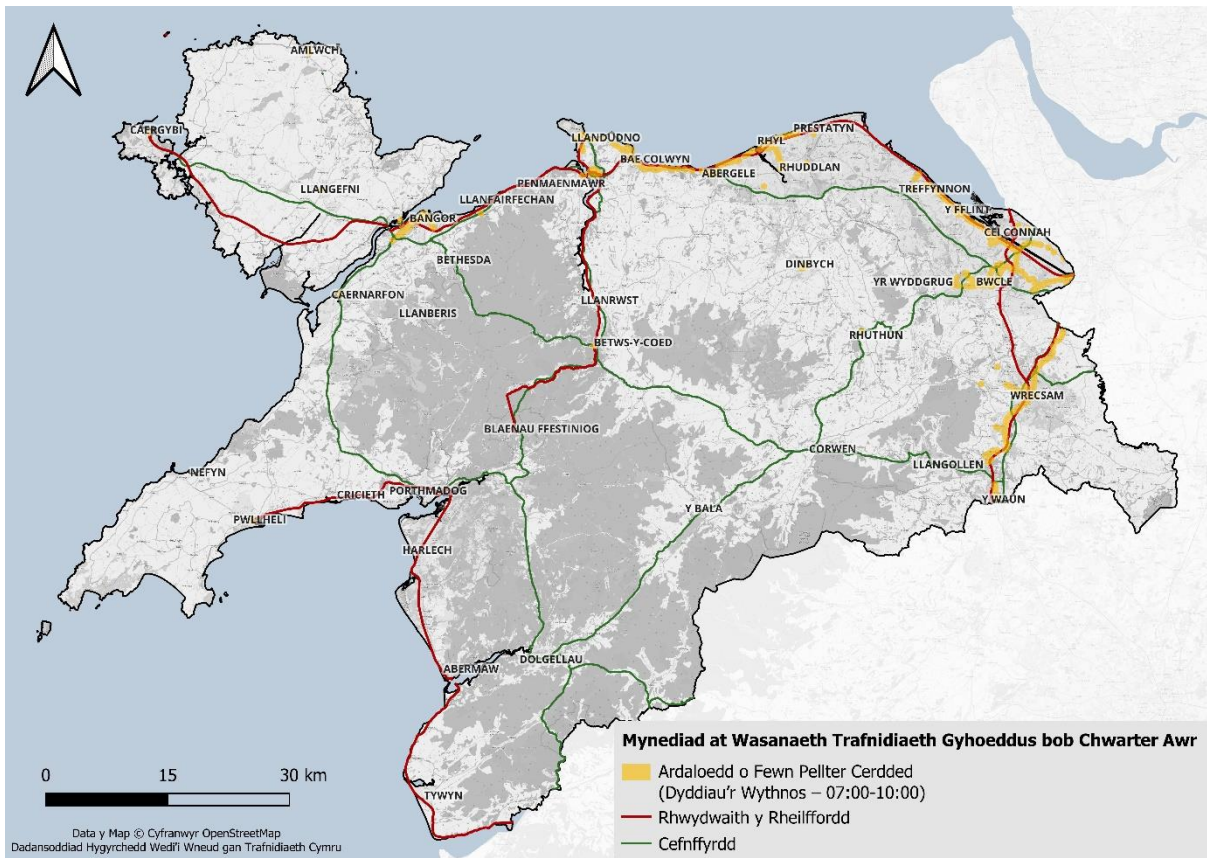 AMLWCH
CAERGYBI
LLANDUDNO
PRESTATYN
RHYL
BAE COLWYN
RHUDDLAN
ABERGELE
PENMAENMAWR
LLANGEFNI
TREFFYNNON
LLANFAIRFECHAN
Y FFLINT
BANGOR
CEI CONNAH
BETHESDA
DINBYCH
YR WYDDGRUG
BWCLE
CAERNARFON
LLANRWST
LLANBERIS
RHUTHUN
BETWS-Y-COED
WRECSAM
BLAENAU FFESTINIOG
CORWEN
LLANGOLLEN
NEFYN
CRICIETH
PORTHMADOG
Y WAUN
PWLLHELI
Y BALA
HARLECH
DOLGELLAU
ABERMAW
TYWYN
Mynediad at Wasanaeth Trafnidiaeth Gyhoeddus bob Chwarter Awr
Ardaloedd o Fewn Pellter Cerdded
(Dyddiau'r Wythnos – 07:00-10:00)
Rhwydwaith y Rheilffordd
Cefnffyrdd
0 15 30 km
Data y Map © Cyfranwyr OpenStreetMap
Dadansoddiad Hygyrchedd Wedi'i Wneud gan Trafnidiaeth Cymru